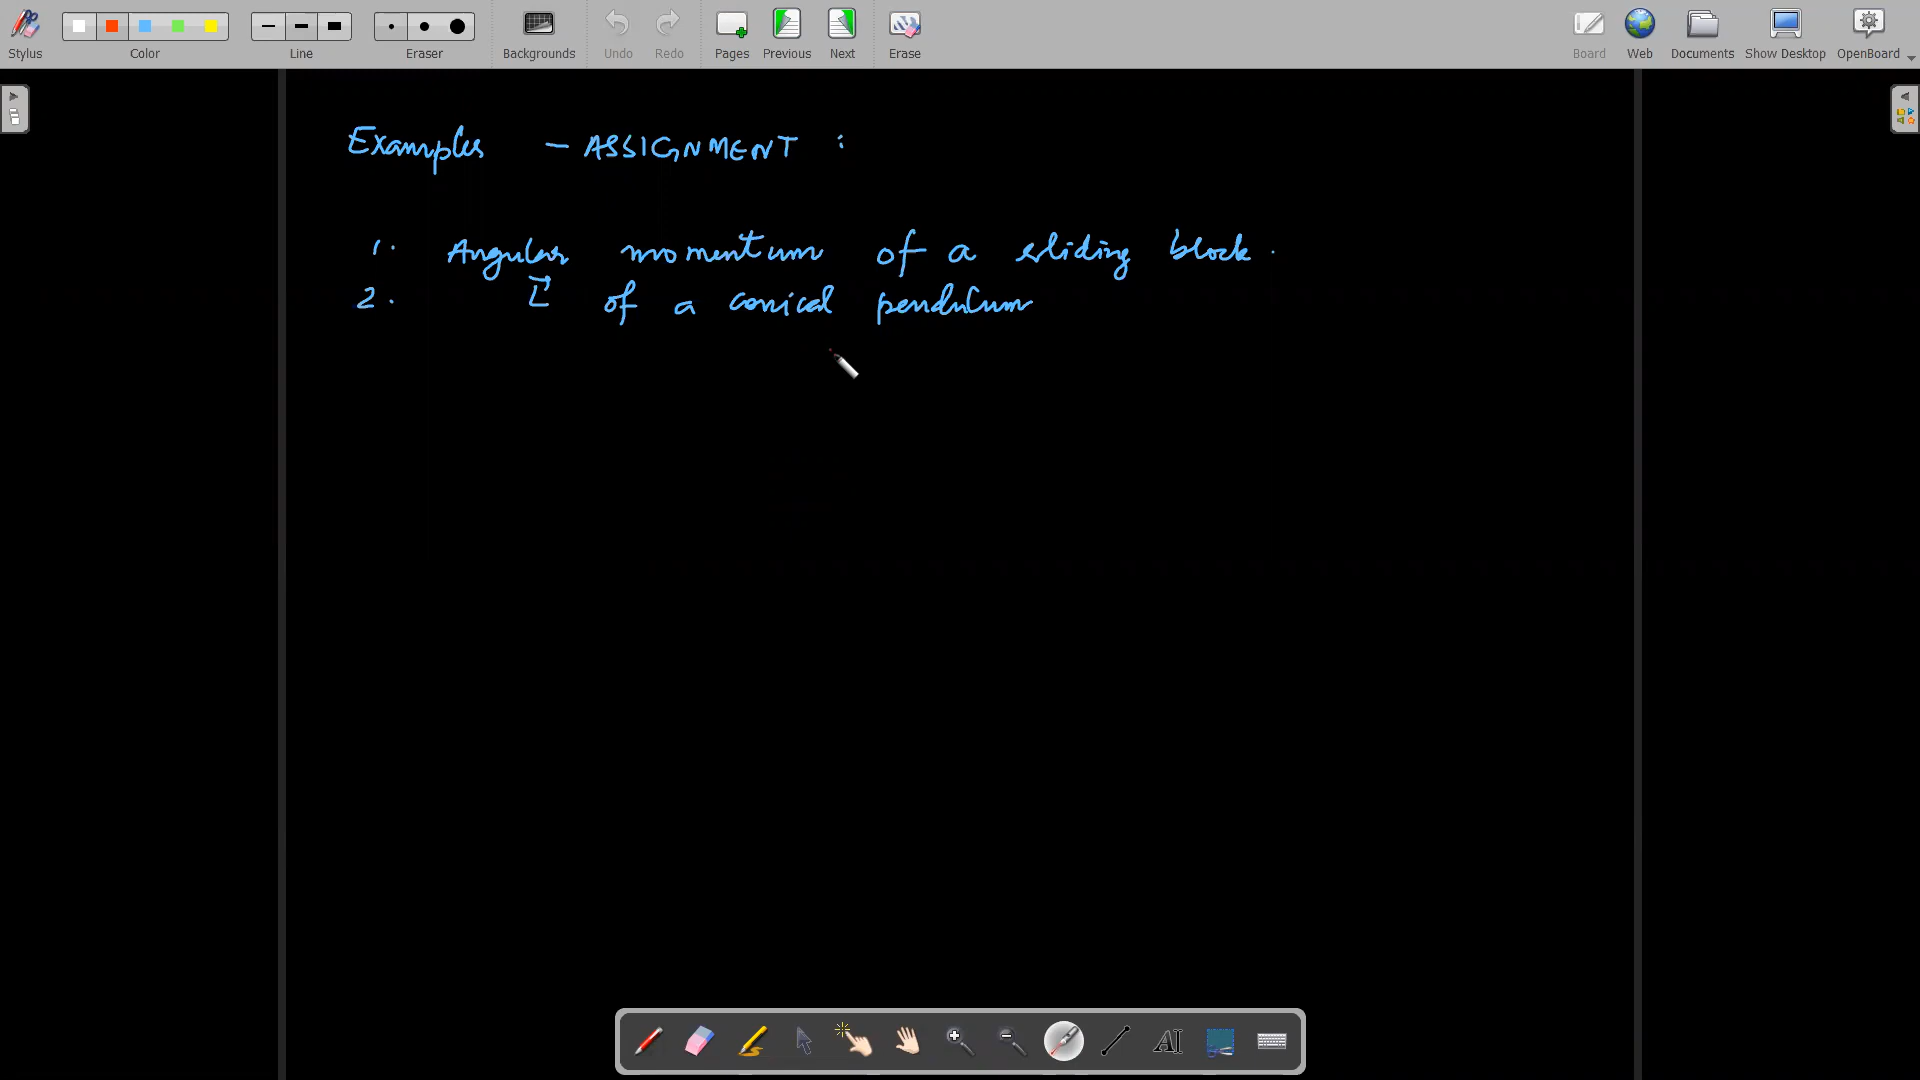 Stylus Color Line Eraser Backgrounds Undo Redo Pages Previous Next Erase Board Web Documents Show Desktop OpenBoard
Examples - ASSIGNMENT :
1. Angular momentum of a sliding block.
2. L⃗ of a conical pendulum